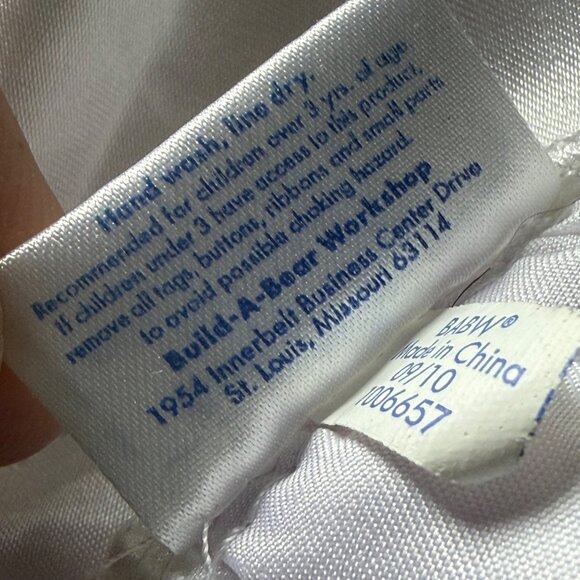 Hand wash, line dry.
Recommended for children over 3 yrs. of age.
If children under 3 have access to this product,
remove all tags, buttons, ribbons and small parts
to avoid possible choking hazard.
Build-A-Bear Workshop
1954 Innerbelt Business Center Drive
St. Louis, Missouri 63114
BABW®
Made in China
09/10
1006657